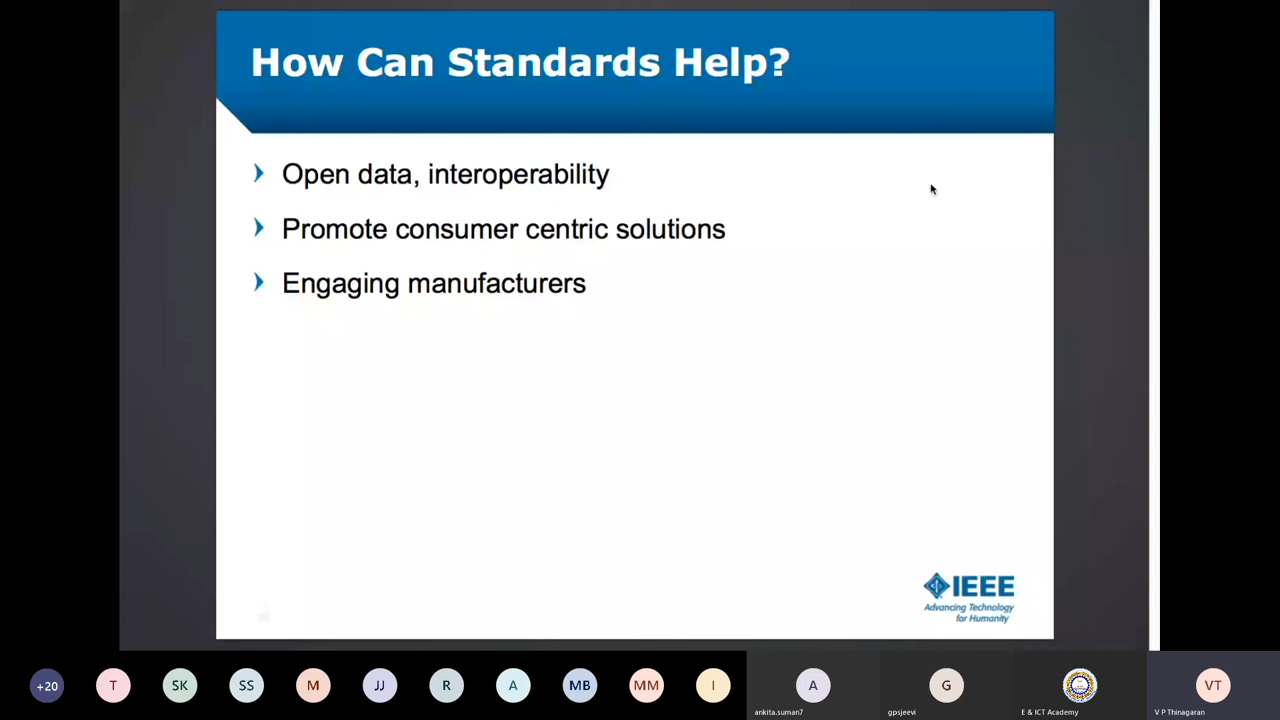 How Can Standards Help?
Open data, interoperability
Promote consumer centric solutions
Engaging manufacturers
IEEE
Advancing Technology
for Humanity
+20
T
SK
SS
M
JJ
R
A
MB
MM
I
A
G
VT
ankita.suman7
gpsjeevi
E & ICT Academy
V P Thinagaran